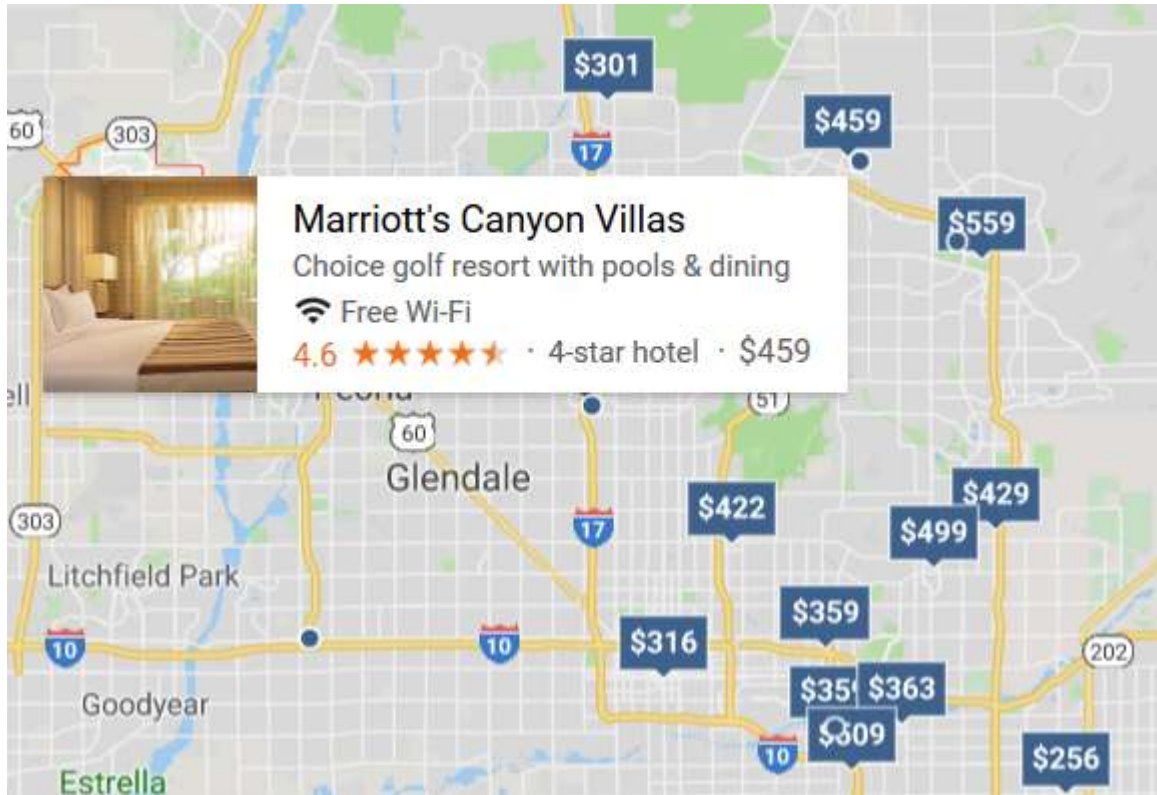 $301
60
303
$459
17
$559
Marriott's Canyon Villas
Choice golf resort with pools & dining
Free Wi-Fi
4.6 · 4-star hotel · $459
51
60
Glendale
$429
$422
303
17
$499
Litchfield Park
$359
10
10
$316
202
$363
Goodyear
10
$256
Estrella